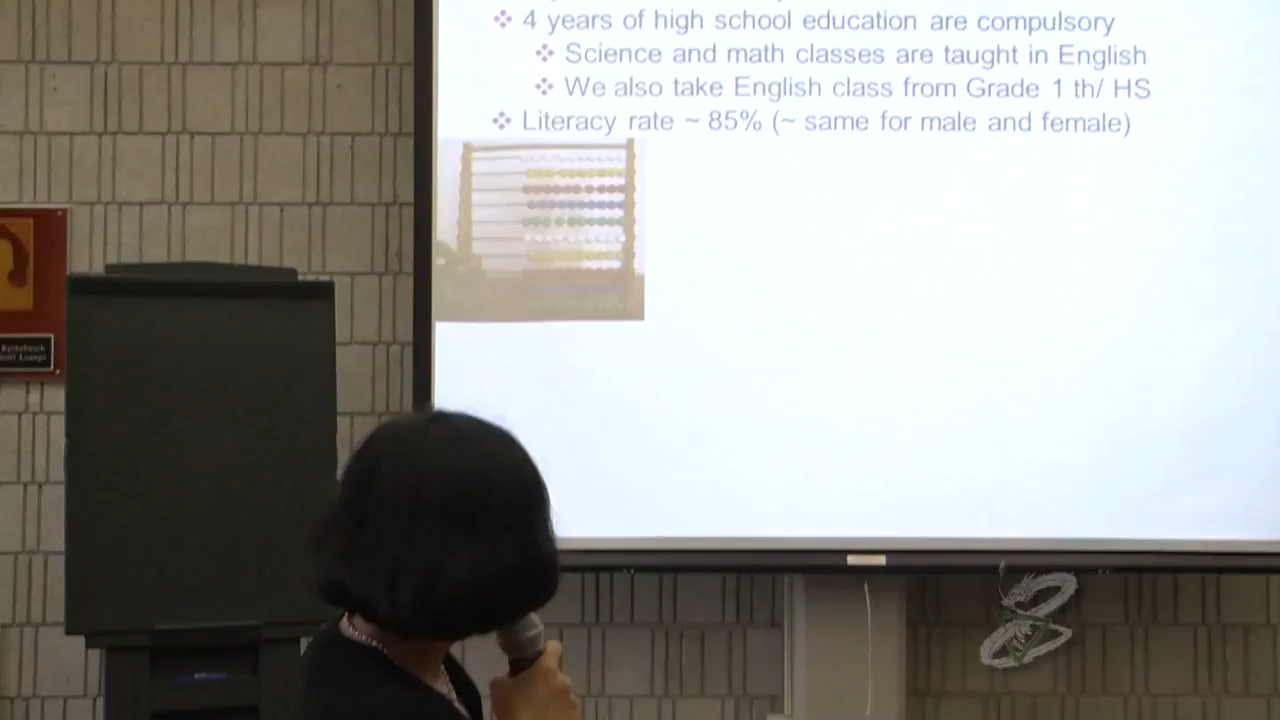 4 years of high school education are compulsory
Science and math classes are taught in English
We also take English class from Grade 1 th/ HS
Literacy rate ~ 85% (~ same for male and female)